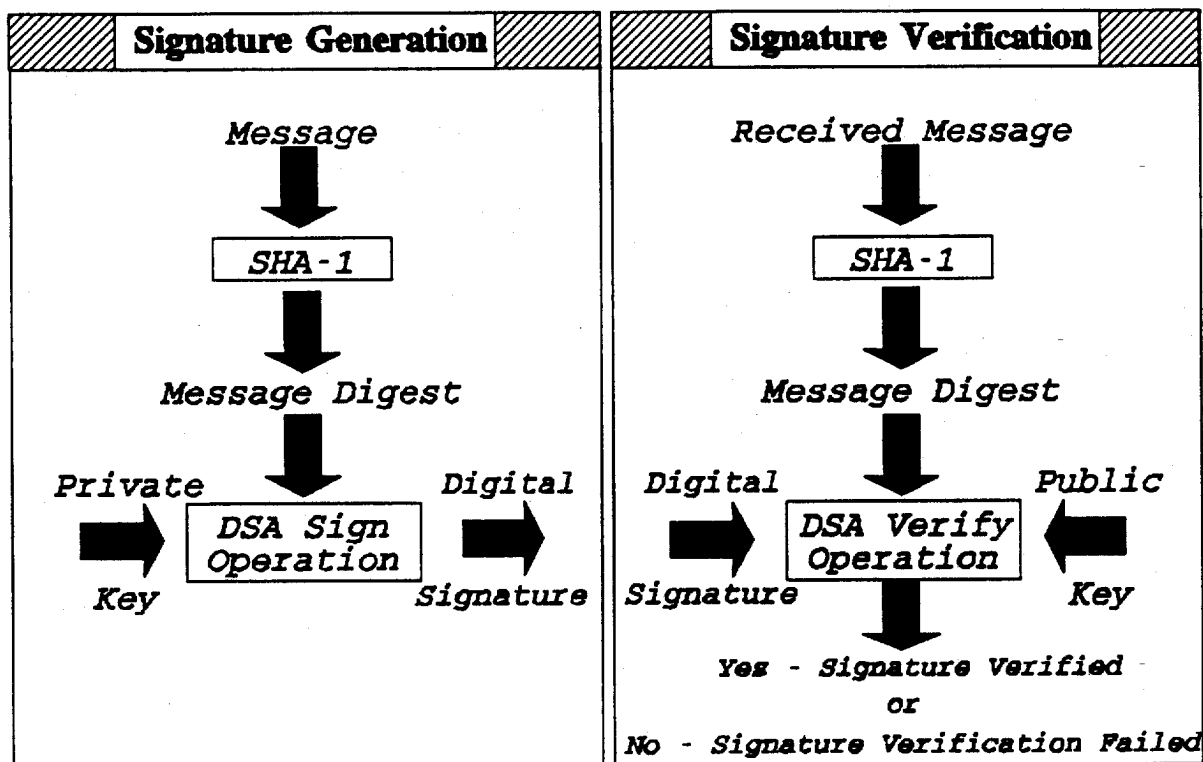 Signature Generation
Message
SHA-1
Message Digest
Private
Key
DSA Sign
Operation
Digital
Signature
Signature Verification
Received Message
SHA-1
Message Digest
Digital
Signature
DSA Verify
Operation
Public
Key
Yes - Signature Verified
or
No - Signature Verification Failed